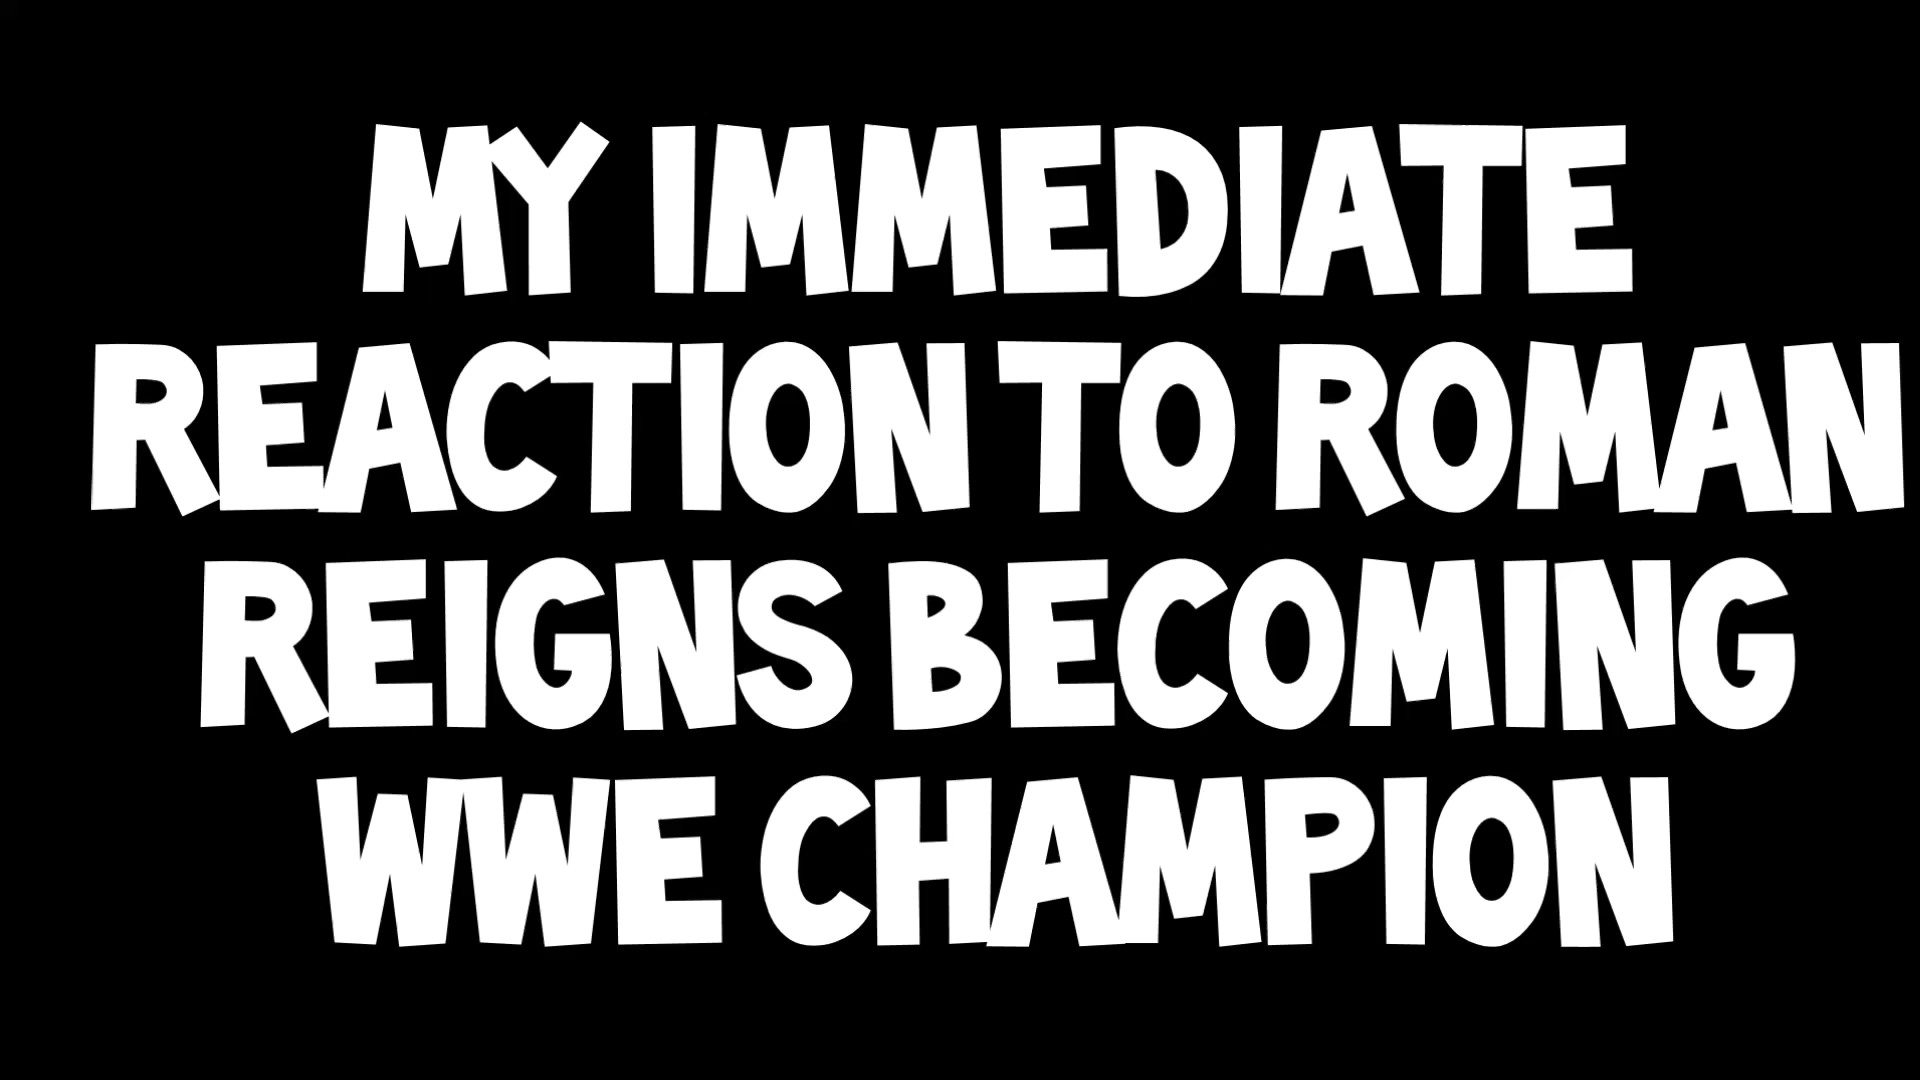 MY IMMEDIATE
REACTION TO ROMAN
REIGNS BECOMING
WWE CHAMPION